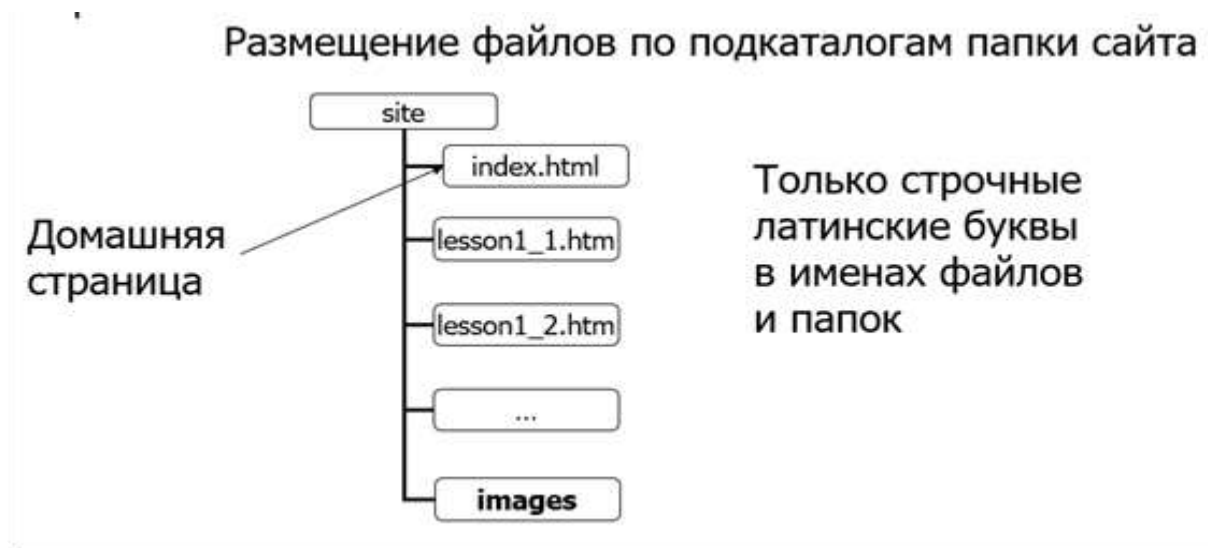 Размещение файлов по подкаталогам папки сайта
site
index.html
Домашняя
страница
Только строчные
латинские буквы
в именах файлов
и папок
lesson1_1.htm
lesson1_2.htm
...
images